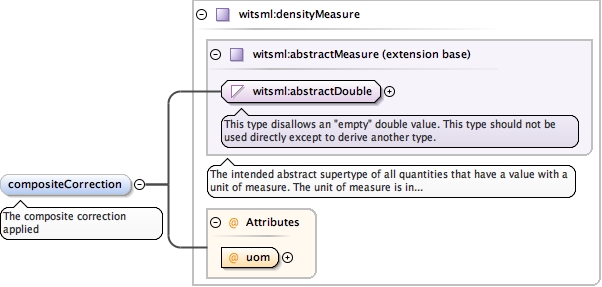 witsml:densityMeasure
witsml:abstractMeasure (extension base)
witsml:abstractDouble
This type disallows an "empty" double value. This type should not be
used directly except to derive another type.
compositeCorrection
The composite correction
applied
The intended abstract supertype of all quantities that have a value with a
unit of measure. The unit of measure is in...
@ Attributes
@ uom